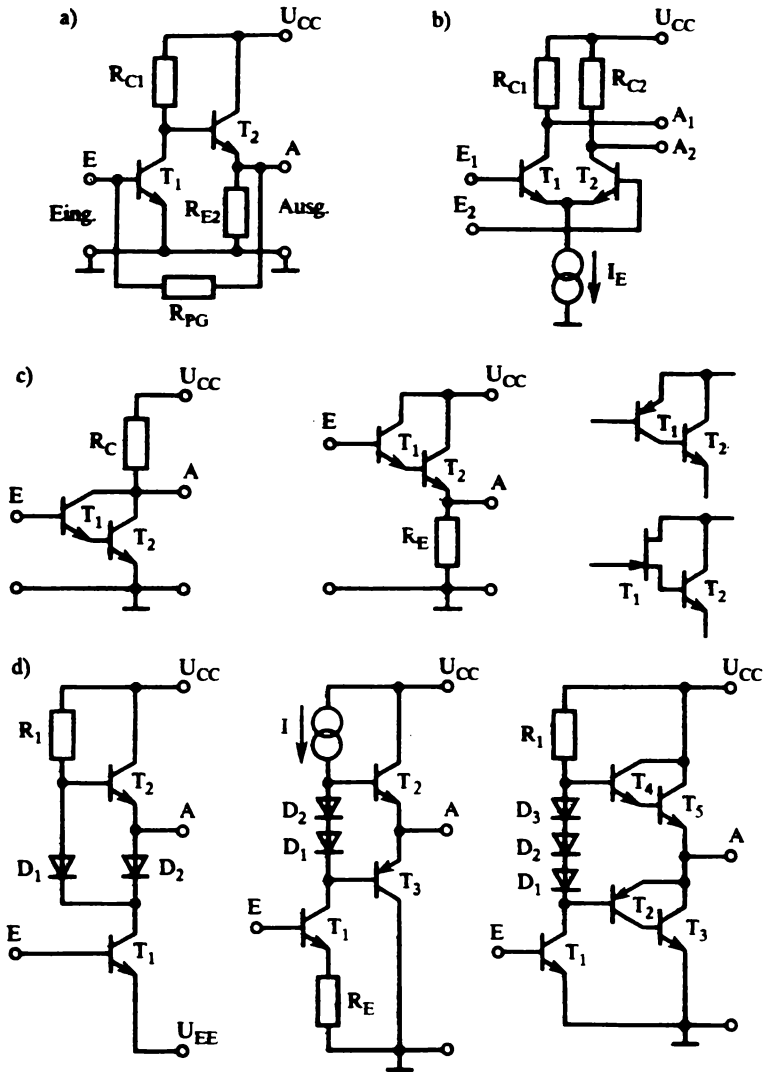 a)
U_CC
R_C1
T_2
E
T_1
A
Eing.
R_E2
Ausg.
R_PG
b)
U_CC
R_C1
R_C2
A_1
A_2
E_1
T_1
T_2
E_2
I_E
c)
U_CC
R_C
A
E
T_1
T_2
U_CC
E
T_1
T_2
A
R_E
T_1
T_2
T_1
T_2
d)
U_CC
R_1
T_2
A
D_1
D_2
E
T_1
U_EE
U_CC
I
T_2
D_2
A
D_1
T_3
E
T_1
R_E
U_CC
R_1
T_4
T_5
D_3
A
D_2
D_1
T_2
T_3
E
T_1